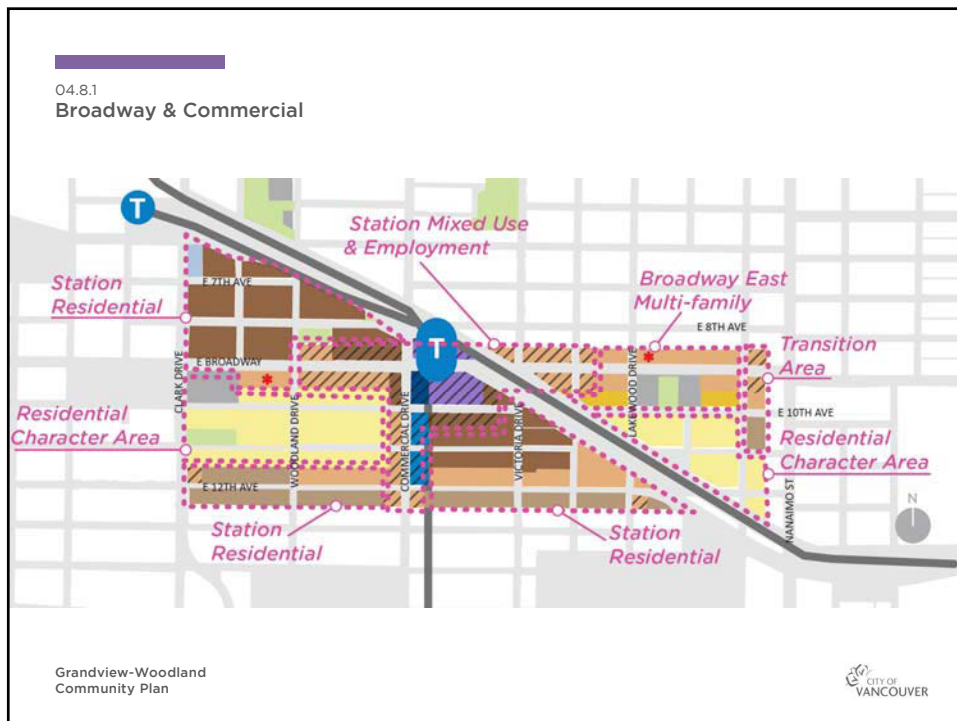 04.8.1
Broadway & Commercial
T
Station Mixed Use
& Employment
Station
Residential
E 7TH AVE
Broadway East
Multi-family
E 8TH AVE
T
Transition
Area
E BROADWAY
CLARK DRIVE
LAKEWOOD DRIVE
Residential
Character Area
WOODLAND DRIVE
COMMERCIAL DRIVE
VICTORIA DRIVE
E 10TH AVE
Residential
Character Area
E 12TH AVE
NANAIMO ST
N
Station
Residential
Station
Residential
Grandview-Woodland
Community Plan
CITY OF
VANCOUVER